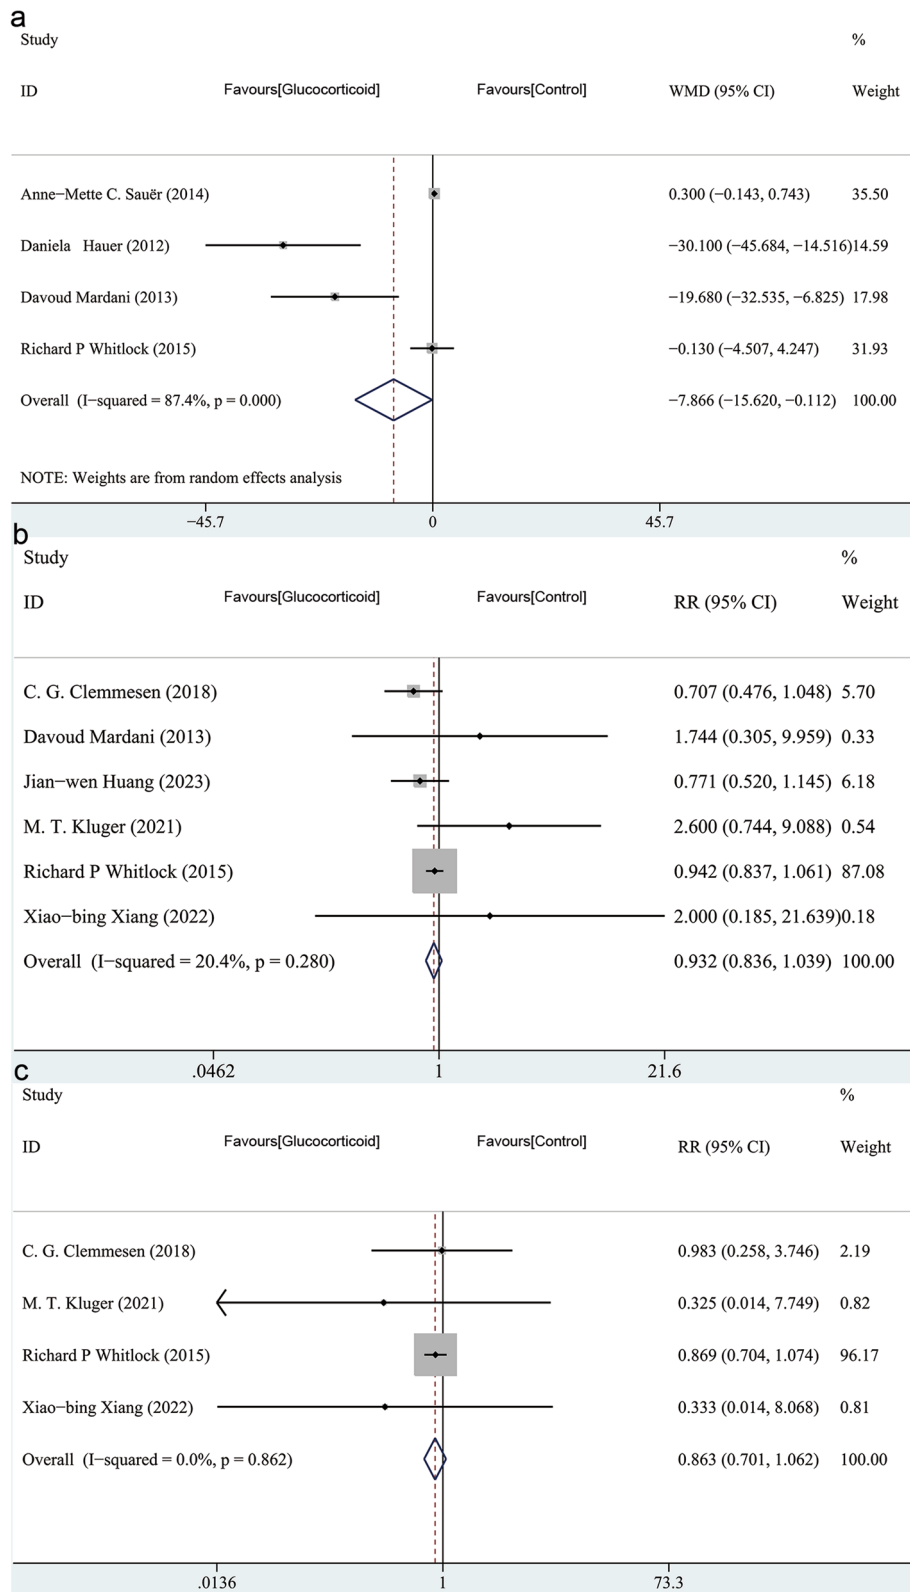 a
Study %
ID Favours[Glucocorticoid] Favours[Control] WMD (95% CI) Weight
Anne−Mette C. Sauër (2014) 0.300 (−0.143, 0.743) 35.50
Daniela Hauer (2012) −30.100 (−45.684, −14.516)14.59
Davoud Mardani (2013) −19.680 (−32.535, −6.825) 17.98
Richard P Whitlock (2015) −0.130 (−4.507, 4.247) 31.93
Overall (I−squared = 87.4%, p = 0.000) −7.866 (−15.620, −0.112) 100.00
NOTE: Weights are from random effects analysis
−45.7 0 45.7
b
Study %
ID Favours[Glucocorticoid] Favours[Control] RR (95% CI) Weight
C. G. Clemmesen (2018) 0.707 (0.476, 1.048) 5.70
Davoud Mardani (2013) 1.744 (0.305, 9.959) 0.33
Jian−wen Huang (2023) 0.771 (0.520, 1.145) 6.18
M. T. Kluger (2021) 2.600 (0.744, 9.088) 0.54
Richard P Whitlock (2015) 0.942 (0.837, 1.061) 87.08
Xiao−bing Xiang (2022) 2.000 (0.185, 21.639)0.18
Overall (I−squared = 20.4%, p = 0.280) 0.932 (0.836, 1.039) 100.00
.0462 1 21.6
c
Study %
ID Favours[Glucocorticoid] Favours[Control] RR (95% CI) Weight
C. G. Clemmesen (2018) 0.983 (0.258, 3.746) 2.19
M. T. Kluger (2021) 0.325 (0.014, 7.749) 0.82
Richard P Whitlock (2015) 0.869 (0.704, 1.074) 96.17
Xiao−bing Xiang (2022) 0.333 (0.014, 8.068) 0.81
Overall (I−squared = 0.0%, p = 0.862) 0.863 (0.701, 1.062) 100.00
.0136 1 73.3